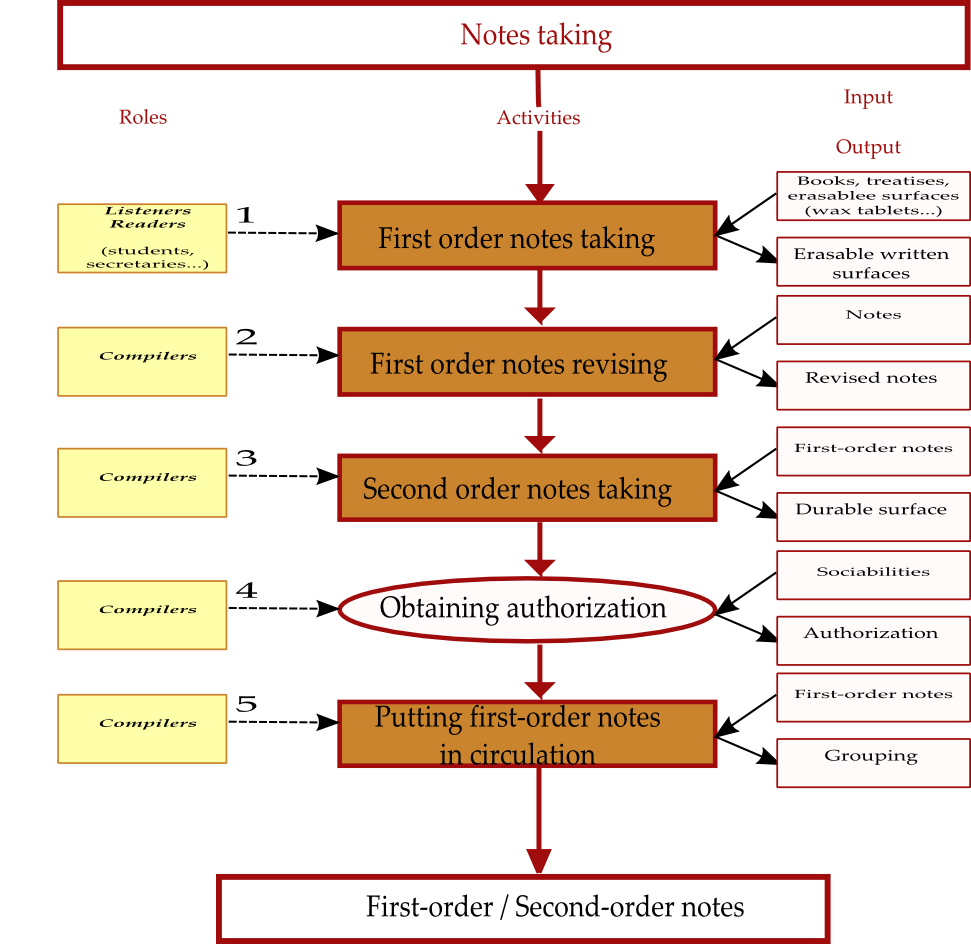 Notes taking
Roles
Activities
Input
Output
Listeners
Readers
(students,
secretaries...)
1
First order notes taking
Books, treatises,
erasablee surfaces
(wax tablets...)
Erasable written
surfaces
Compilers
2
First order notes revising
Notes
Revised notes
Compilers
3
Second order notes taking
First-order notes
Durable surface
Compilers
4
Obtaining authorization
Sociabilities
Authorization
Compilers
5
Putting first-order notes
in circulation
First-order notes
Grouping
First-order / Second-order notes